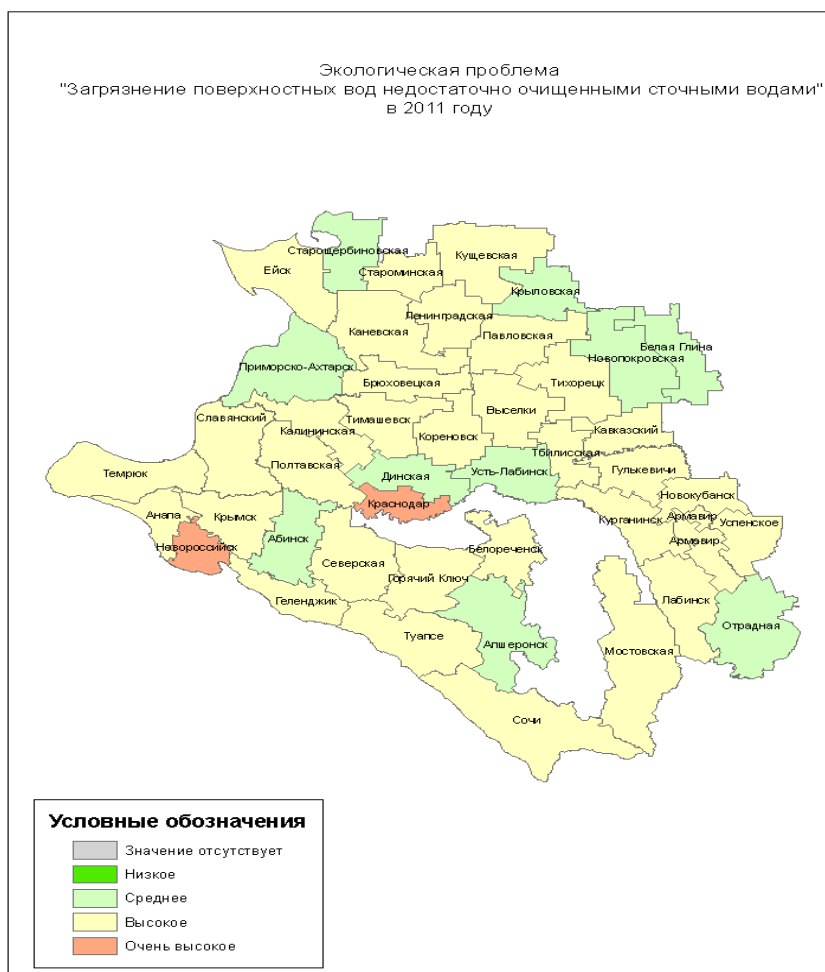 Экологическая проблема
"Загрязнение поверхностных вод недостаточно очищенными сточными водами"
в 2011 году
Старощербиновская
Ейск
Староминская
Кущевская
Крыловская
Ленинградская
Каневская
Павловская
Белая Глина
Новопокровская
Приморско-Ахтарск
Брюховецкая
Тихорецк
Славянский
Тимашевск
Выселки
Калининская
Кореновск
Кавказский
Тбилисская
Полтавская
Темрюк
Динская
Усть-Лабинск
Гулькевичи
Краснодар
Новокубанск
Анапа
Крымск
Курганинск
Армавир
Успенское
Абинск
Армавир
Новороссийск
Белореченск
Северская
Горячий Ключ
Геленджик
Лабинск
Отрадная
Туапсе
Апшеронск
Мостовская
Сочи
Условные обозначения
Значение отсутствует
Низкое
Среднее
Высокое
Очень высокое